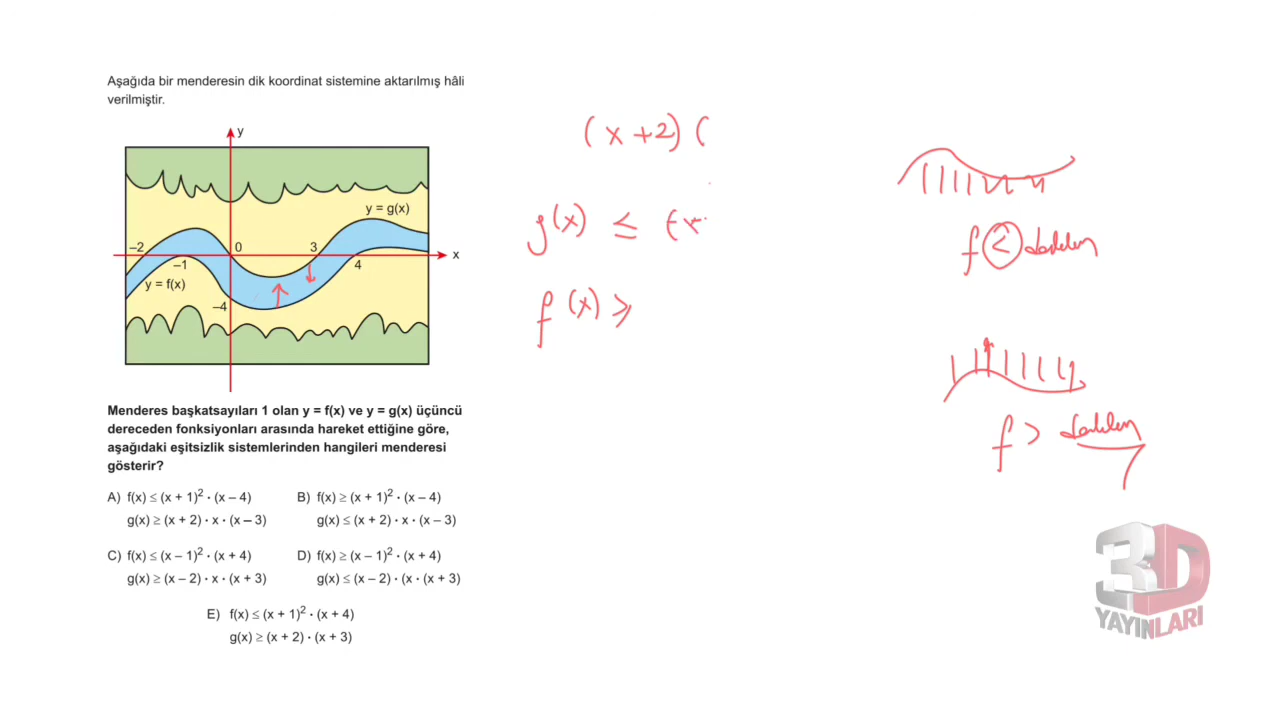 Aşağıda bir menderesin dik koordinat sistemine aktarılmış hâli
verilmiştir.
y
y = g(x)
–2
0
3
x
–1
4
y = f(x)
–4
Menderes başkatsayıları 1 olan y = f(x) ve y = g(x) üçüncü
dereceden fonksiyonları arasında hareket ettiğine göre,
aşağıdaki eşitsizlik sistemlerinden hangileri menderesi
gösterir?
A) f(x) ≤ (x + 1)² · (x – 4)
g(x) ≥ (x + 2) · x · (x – 3)
B) f(x) ≥ (x + 1)² · (x – 4)
g(x) ≤ (x + 2) · x · (x – 3)
C) f(x) ≤ (x – 1)² · (x + 4)
g(x) ≥ (x – 2) · x · (x + 3)
D) f(x) ≥ (x – 1)² · (x + 4)
g(x) ≤ (x – 2) · (x · (x + 3)
E) f(x) ≤ (x + 1)² · (x + 4)
g(x) ≥ (x + 2) · (x + 3)
(x+2) (
g(x) ≤ (x
f(x) ≥
f <
f >
3D
YAYINLARI